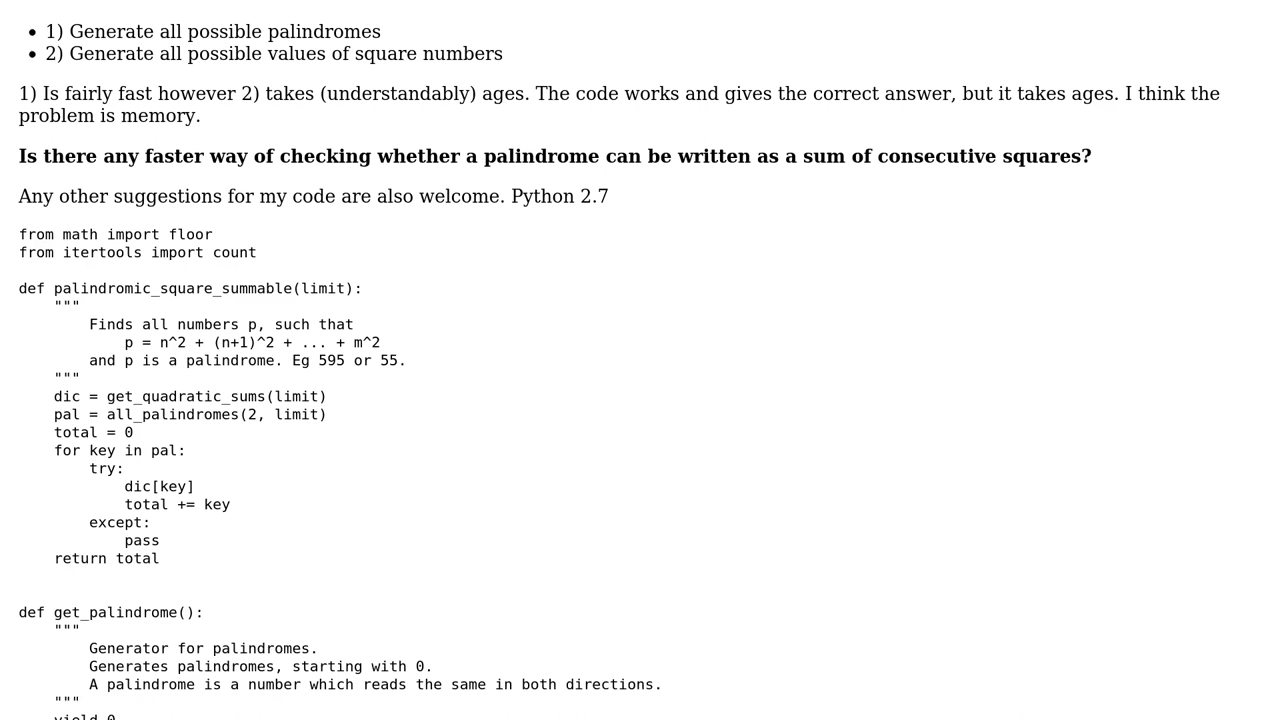 • 1) Generate all possible palindromes
• 2) Generate all possible values of square numbers
1) Is fairly fast however 2) takes (understandably) ages. The code works and gives the correct answer, but it takes ages. I think the
problem is memory.
Is there any faster way of checking whether a palindrome can be written as a sum of consecutive squares?
Any other suggestions for my code are also welcome. Python 2.7
from math import floor
from itertools import count
def palindromic_square_summable(limit):
    """
        Finds all numbers p, such that
            p = n^2 + (n+1)^2 + ... + m^2
        and p is a palindrome. Eg 595 or 55.
    """
    dic = get_quadratic_sums(limit)
    pal = all_palindromes(2, limit)
    total = 0
    for key in pal:
        try:
            dic[key]
            total += key
        except:
            pass
    return total
def get_palindrome():
    """
        Generator for palindromes.
        Generates palindromes, starting with 0.
        A palindrome is a number which reads the same in both directions.
    """
    yield 0